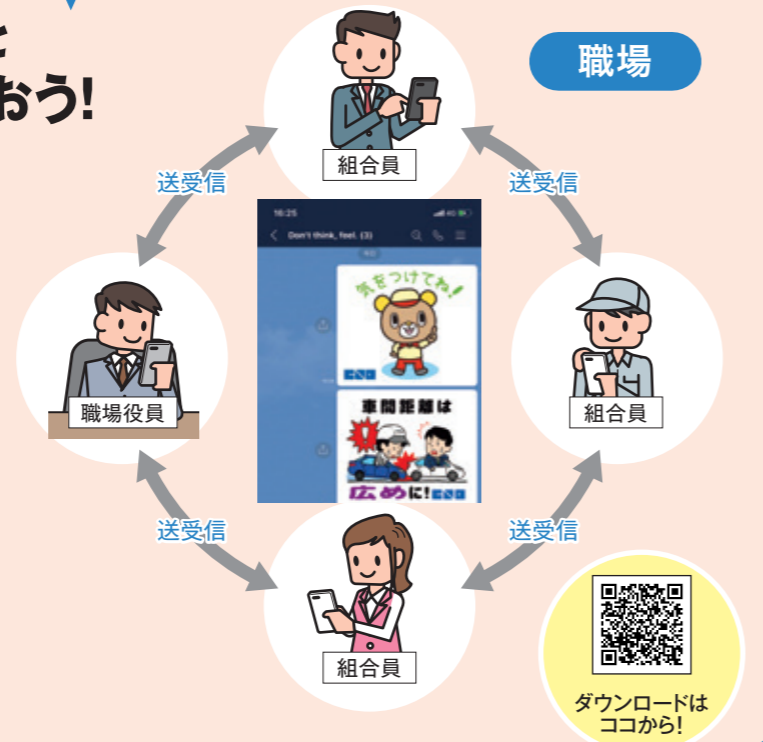 と
おう!
職場
組合員
送受信
送受信
16:25
4G
Don't think, feel. (3)
気をつけてね!
車間距離は
広めに!
職場役員
組合員
送受信
送受信
組合員
ダウンロードは
ココから!